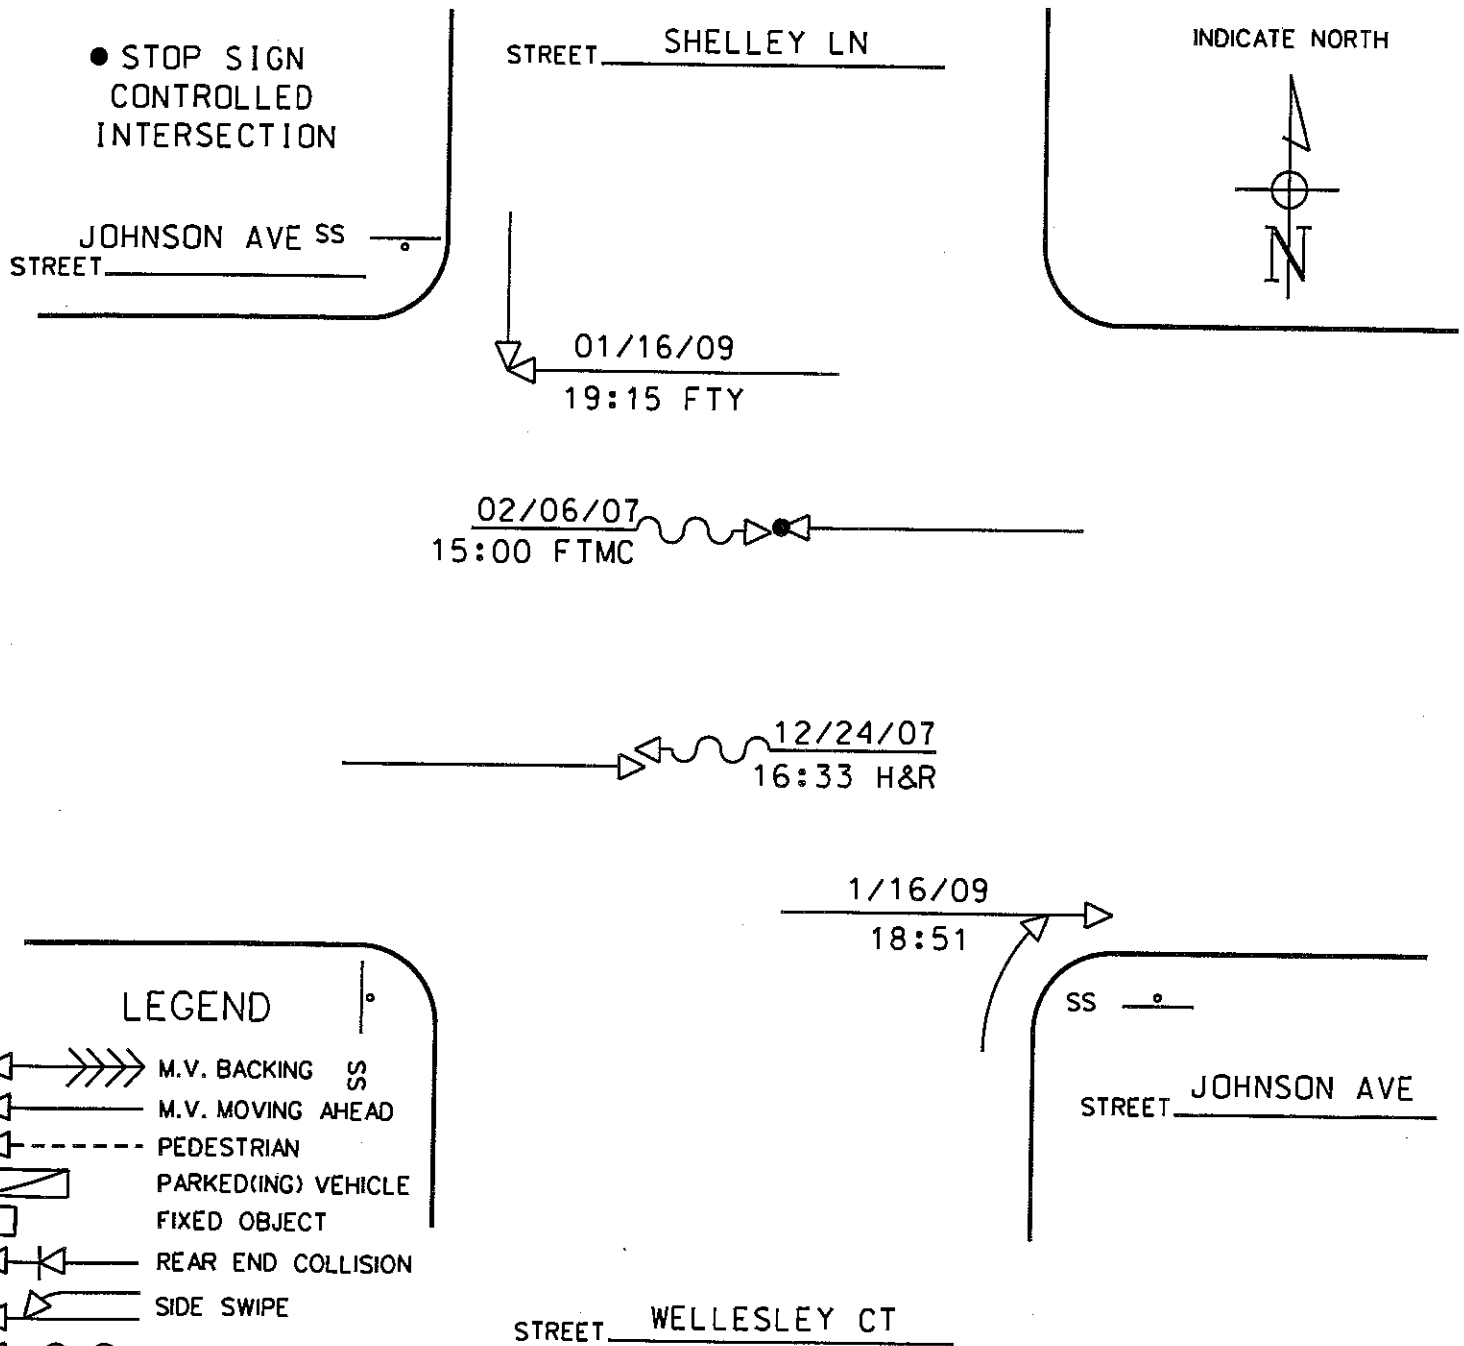 ● STOP SIGN
CONTROLLED
INTERSECTION
STREET SHELLEY LN
INDICATE NORTH
N
JOHNSON AVE SS
STREET
01/16/09
19:15 FTY
02/06/07
15:00 FTMC
12/24/07
16:33 H&R
1/16/09
18:51
LEGEND
SS
M.V. BACKING
M.V. MOVING AHEAD
PEDESTRIAN
PARKED(ING) VEHICLE
FIXED OBJECT
REAR END COLLISION
SIDE SWIPE
SS
STREET JOHNSON AVE
STREET WELLESLEY CT